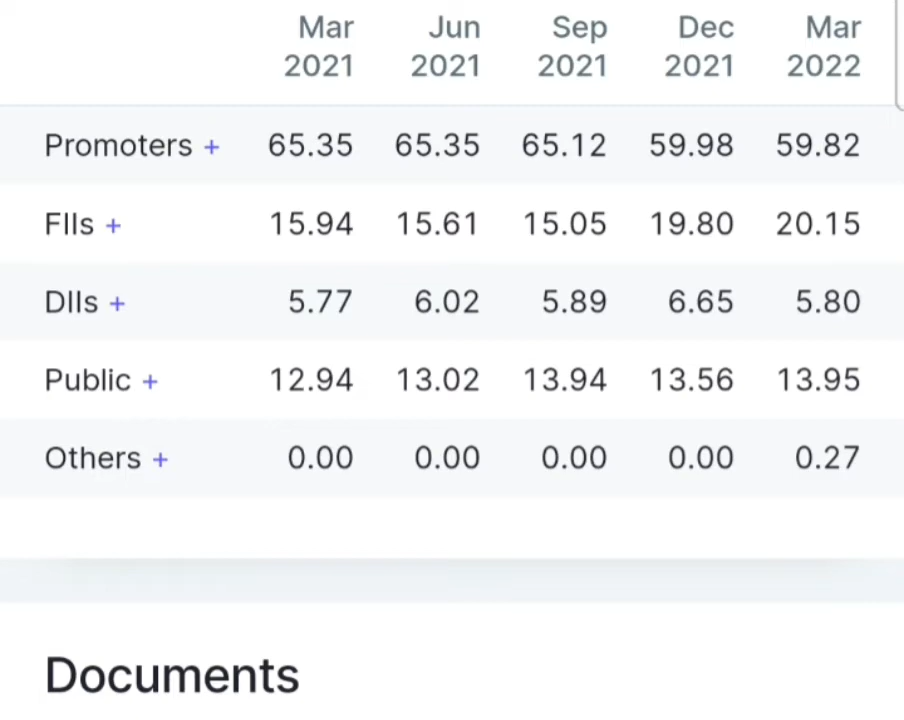 Mar Jun Sep Dec Mar
2021 2021 2021 2021 2022
Promoters + 65.35 65.35 65.12 59.98 59.82
FIIs + 15.94 15.61 15.05 19.80 20.15
DIIs + 5.77 6.02 5.89 6.65 5.80
Public + 12.94 13.02 13.94 13.56 13.95
Others + 0.00 0.00 0.00 0.00 0.27
Documents